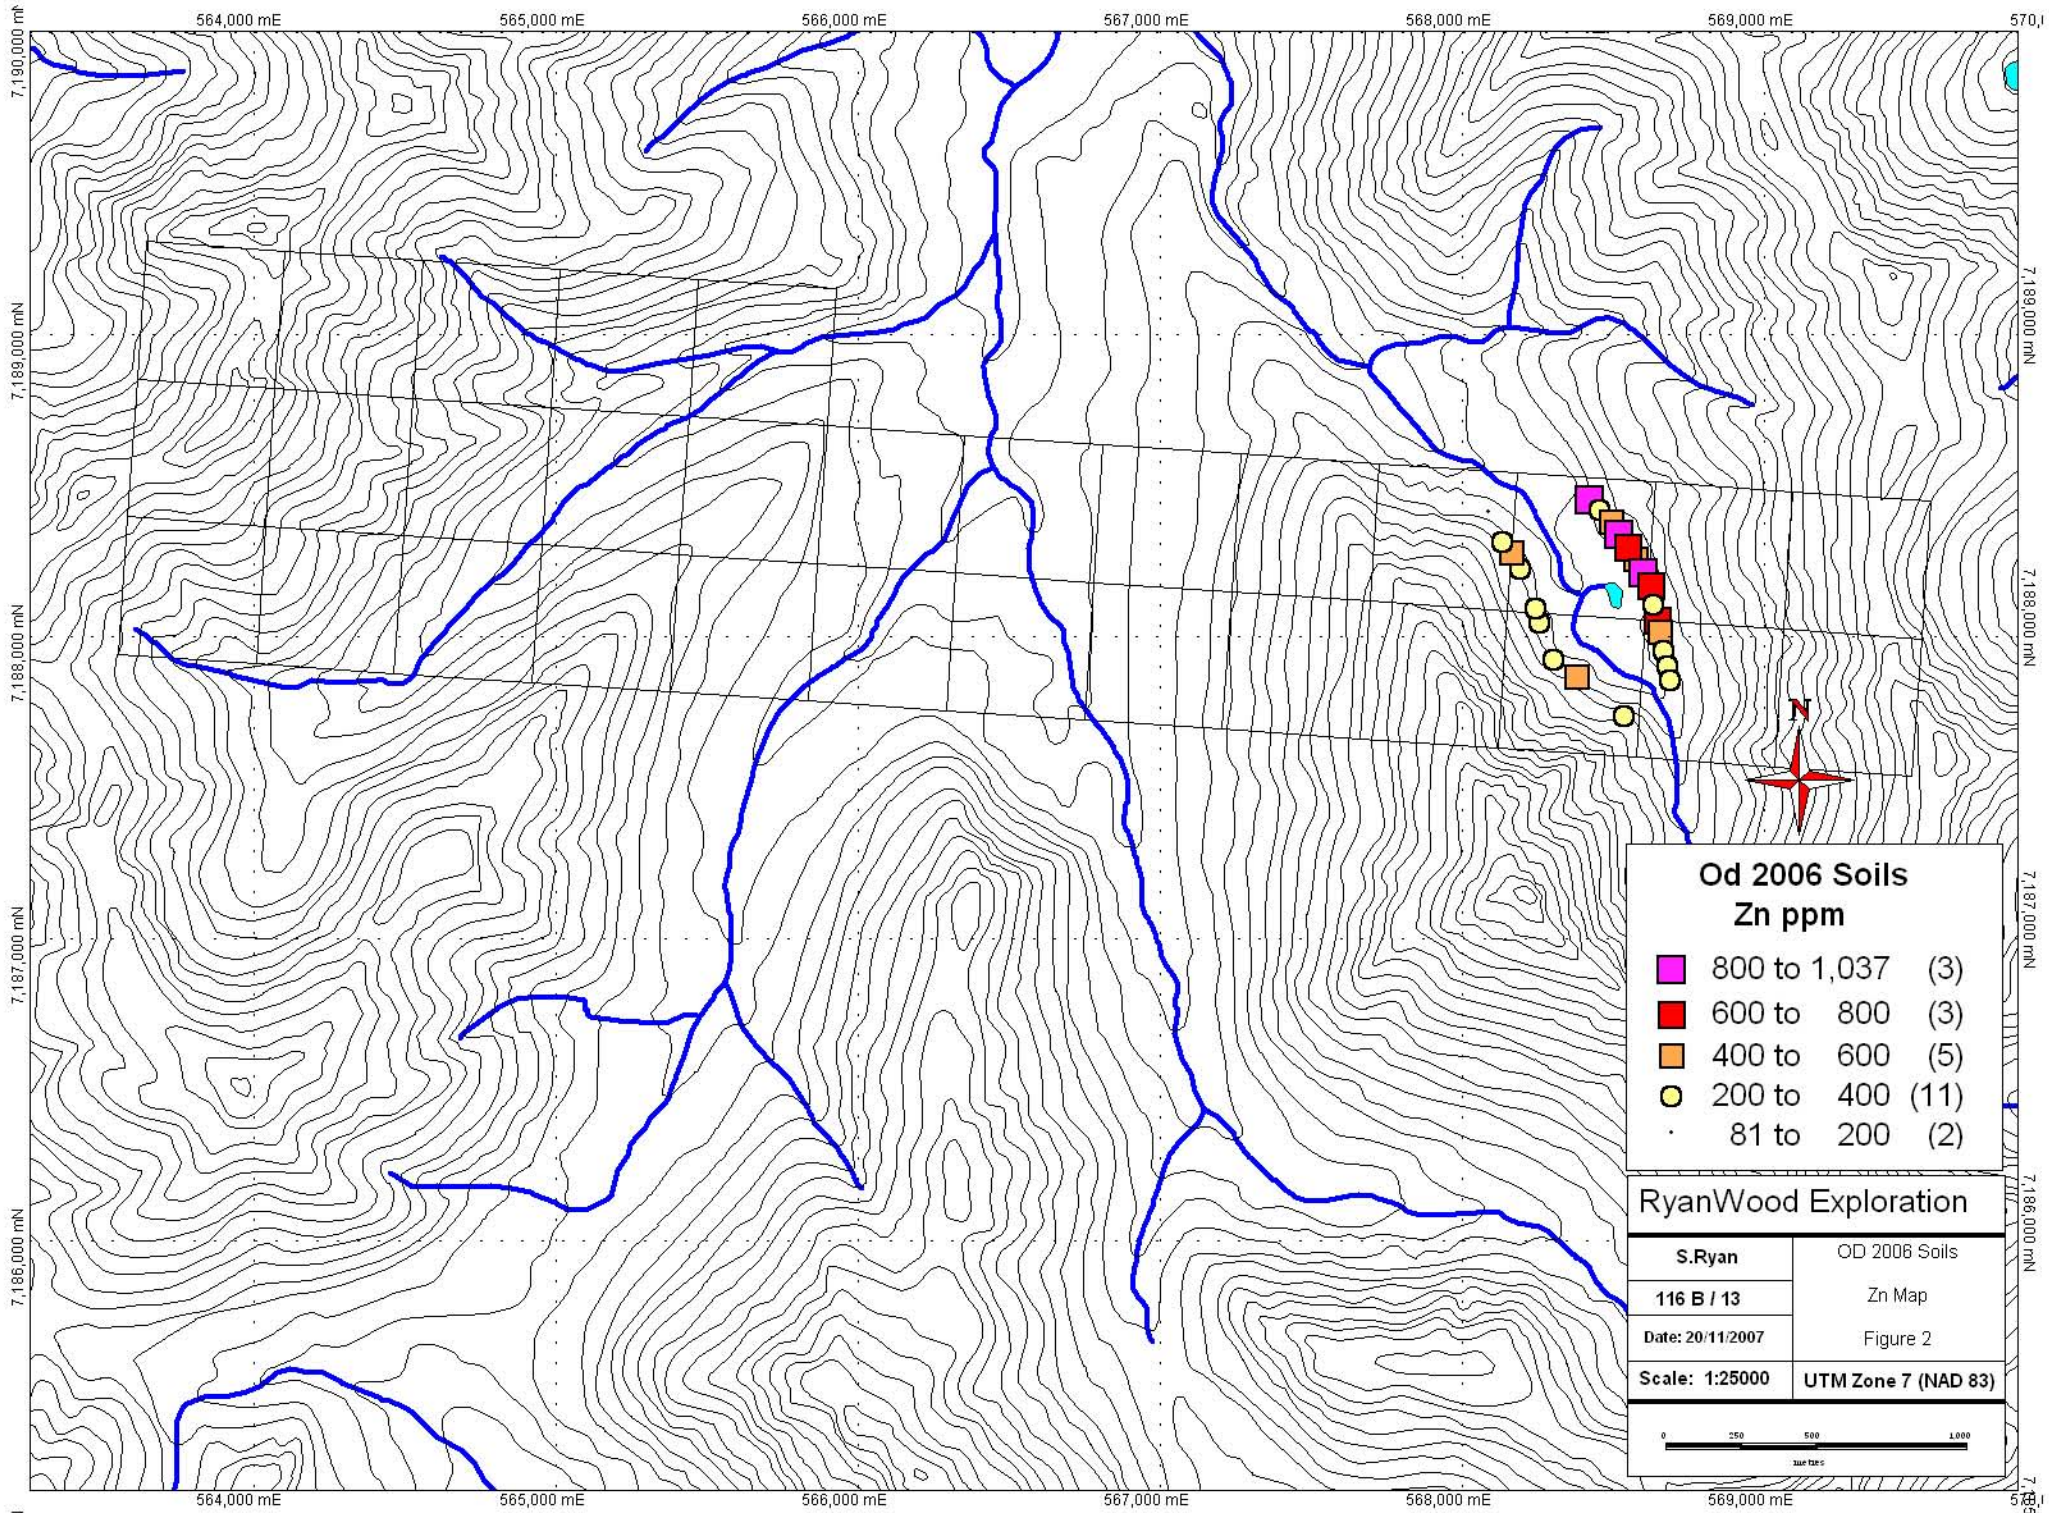 564,000 mE 565,000 mE 566,000 mE 567,000 mE 568,000 mE 569,000 mE
7,189,000 mN
7,188,000 mN
7,187,000 mN
7,186,000 mN
7,189,000 mN
7,188,000 mN
7,187,000 mN
7,186,000 mN
N
Od 2006 Soils
Zn ppm
800 to 1,037 (3)
600 to 800 (3)
400 to 600 (5)
200 to 400 (11)
81 to 200 (2)
RyanWood Exploration
S.Ryan
116 B / 13
Date: 20/11/2007
Scale: 1:25000
OD 2006 Soils
Zn Map
Figure 2
UTM Zone 7 (NAD 83)
0 250 500 1,000
metres
564,000 mE 565,000 mE 566,000 mE 567,000 mE 568,000 mE 569,000 mE